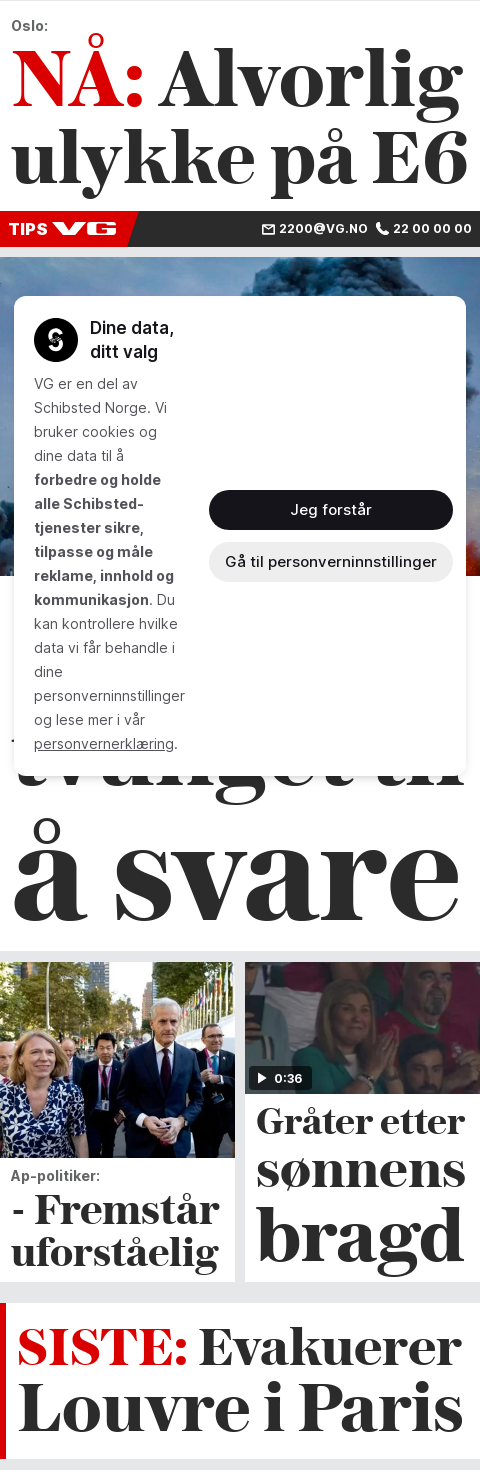 Oslo:
NÅ: Alvorlig
ulykke på E6
TIPS VG 2200@VG.NO 22 00 00 00
Dine data,
ditt valg
VG er en del av
Schibsted Norge. Vi
bruker cookies og
dine data til å
forbedre og holde
alle Schibsted-
tjenester sikre,
tilpasse og måle
reklame, innhold og
kommunikasjon. Du
kan kontrollere hvilke
data vi får behandle i
dine
personverninnstillinger
og lese mer i vår
personvernerklæring.
Jeg forstår
Gå til personverninnstillinger
å svare
0:36
Ap-politiker:
- Fremstår
uforståelig
Gråter etter
sønnens
bragd
SISTE: Evakuerer
Louvre i Paris